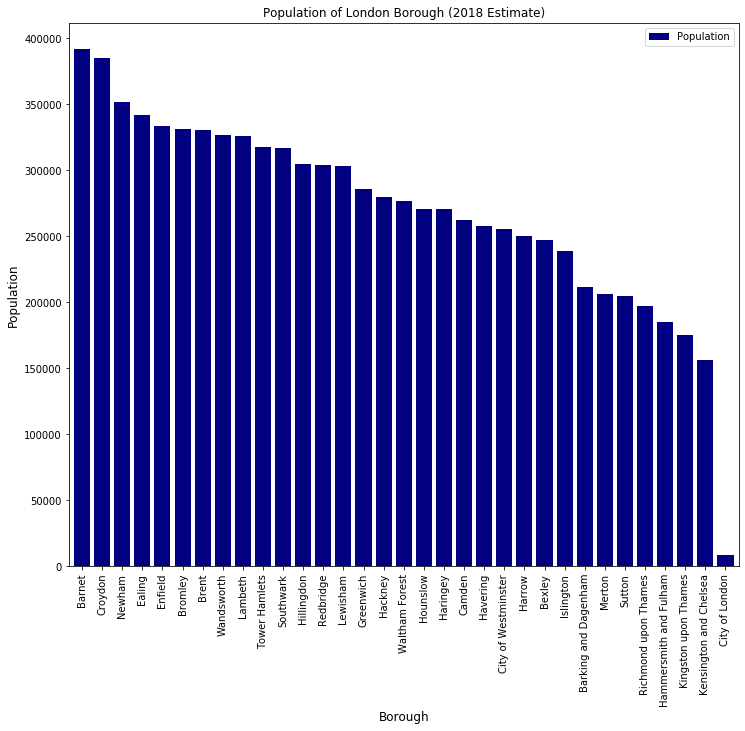 Population of London Borough (2018 Estimate)
Population
400000
350000
300000
250000
200000
150000
100000
50000
0
Population
Barnet
Croydon
Newham
Ealing
Enfield
Bromley
Brent
Wandsworth
Lambeth
Tower Hamlets
Southwark
Hillingdon
Redbridge
Lewisham
Greenwich
Hackney
Waltham Forest
Hounslow
Haringey
Camden
Havering
City of Westminster
Harrow
Bexley
Islington
Barking and Dagenham
Merton
Sutton
Richmond upon Thames
Hammersmith and Fulham
Kingston upon Thames
Kensington and Chelsea
City of London
Borough